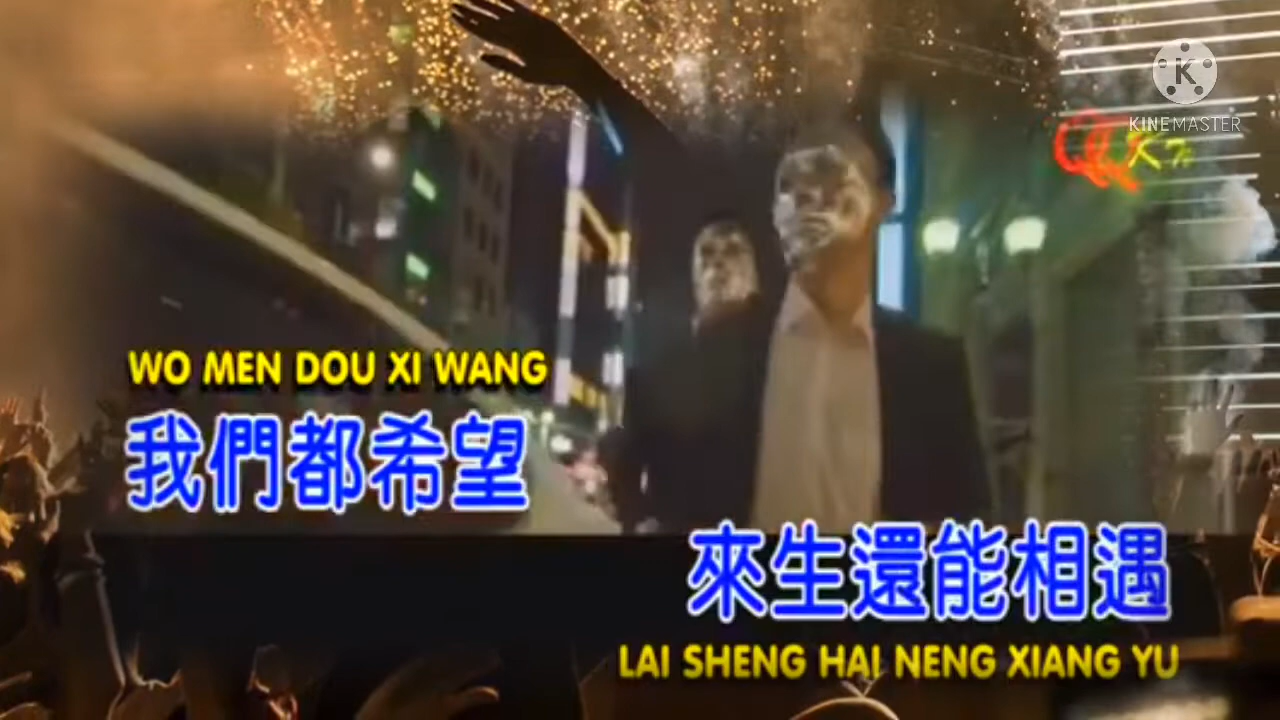 KINEMASTER
WO MEN DOU XI WANG
我們都希望
來生還能相遇
LAI SHENG HAI NENG XIANG YU